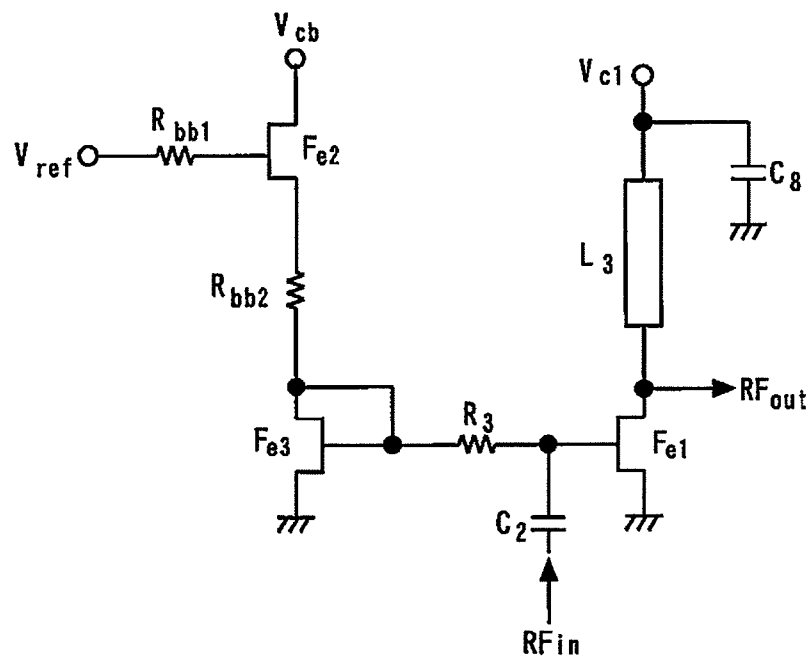 Vcb
Vc1
Rbb1
Vref
Fe2
C8
L3
Rbb2
RFout
R3
Fe3
Fe1
C2
RFin